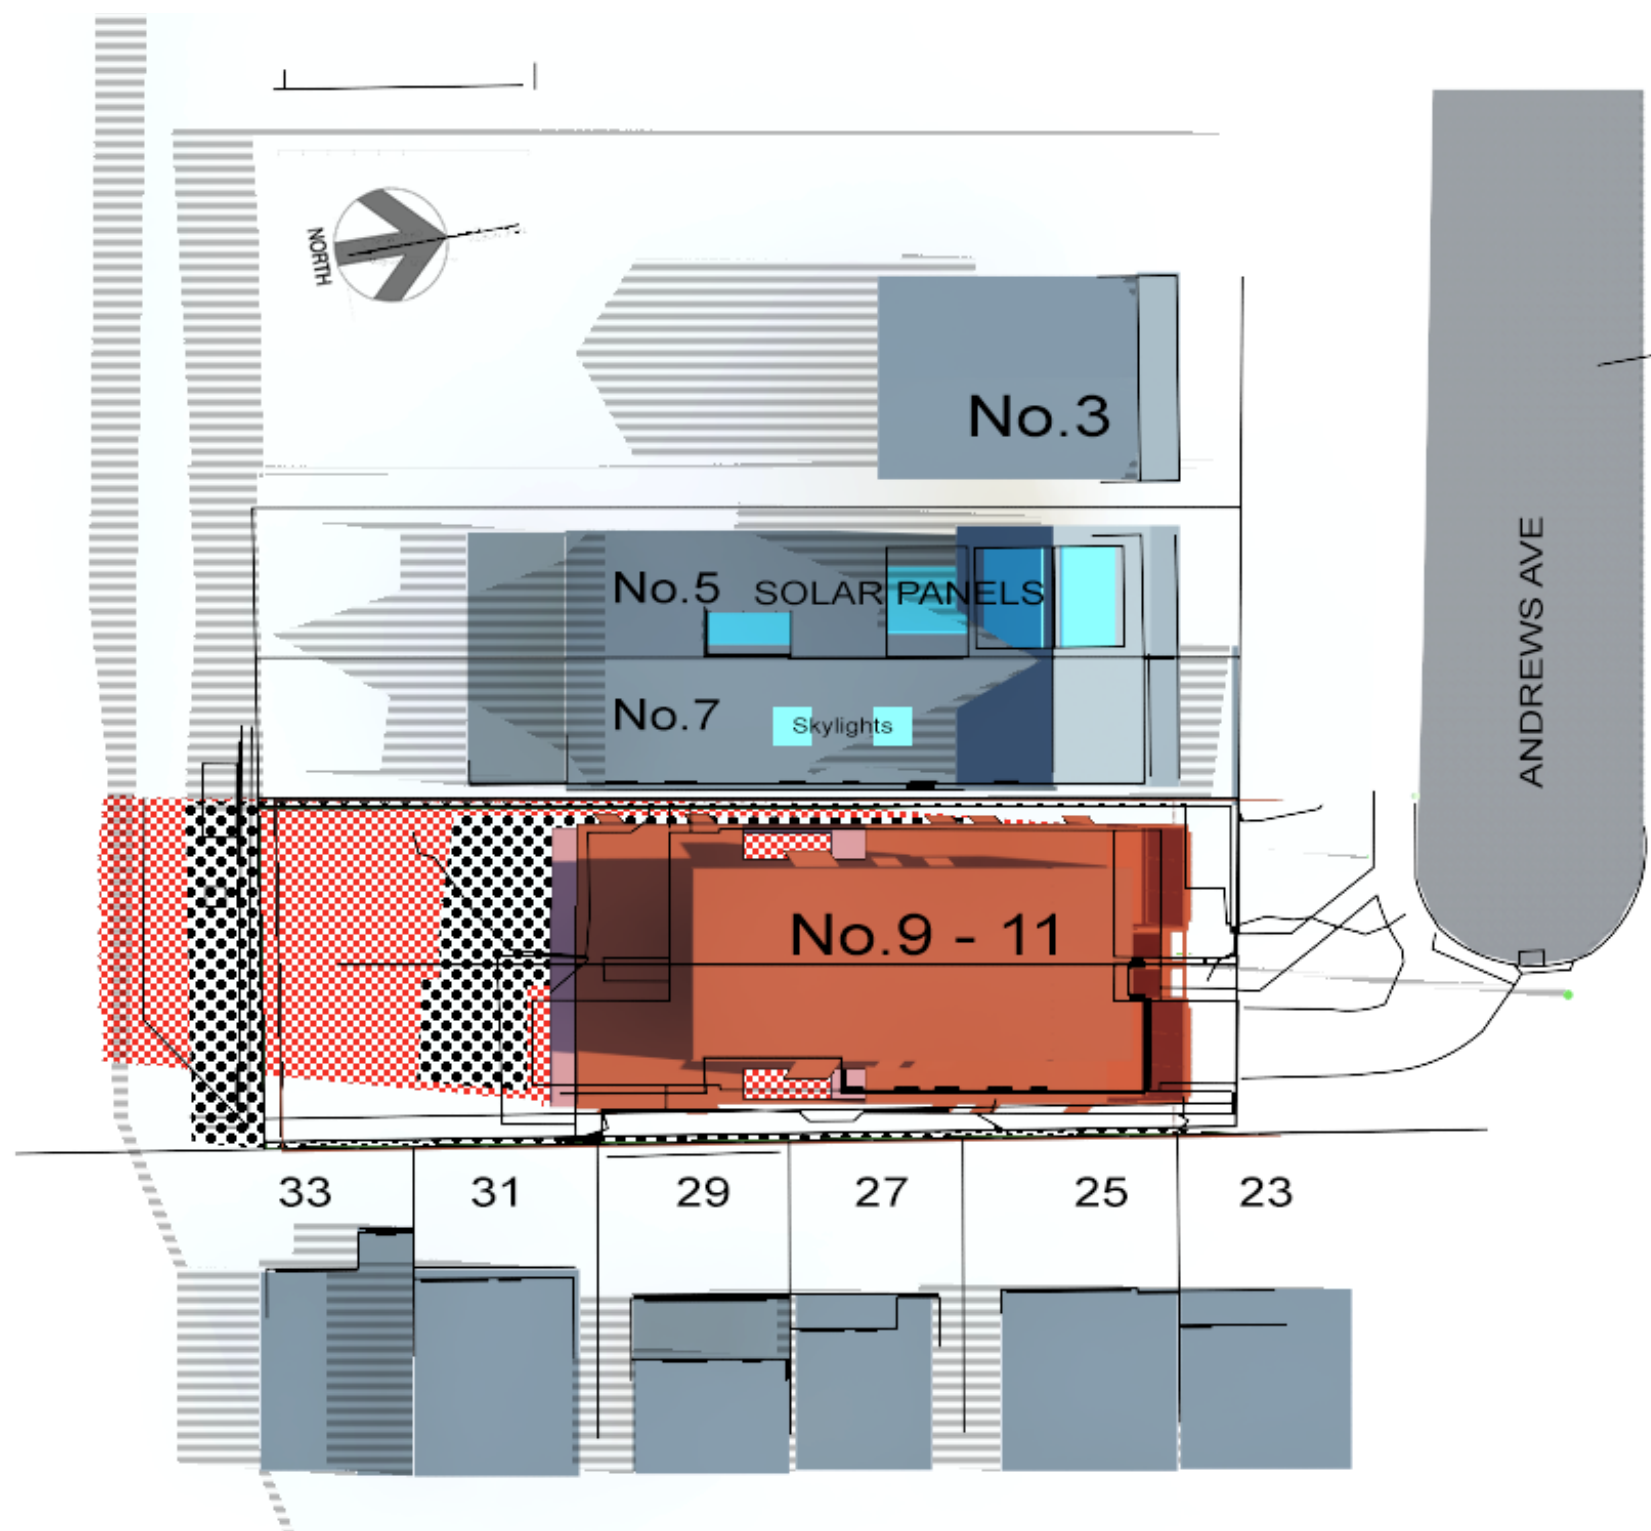 NORTH
No.3
ANDREWS AVE
No.5
SOLAR PANELS
No.7
Skylights
No.9 - 11
33
31
29
27
25
23